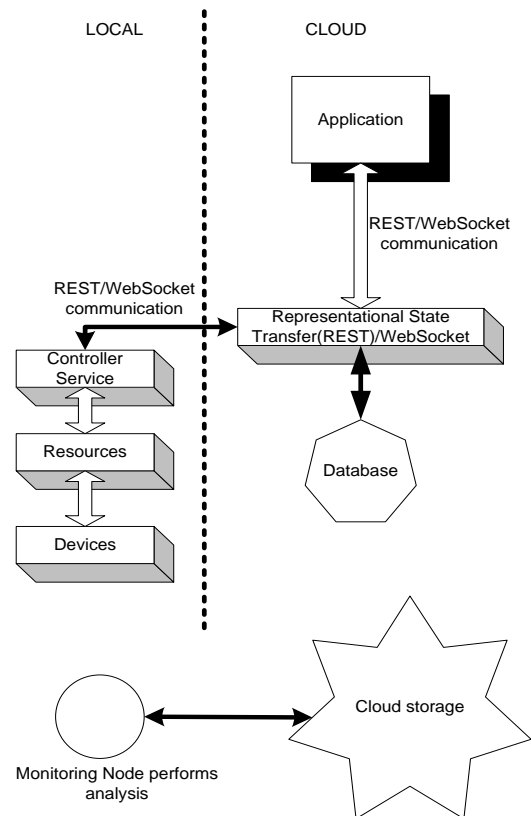 LOCAL
CLOUD
Application
REST/WebSocket
communication
REST/WebSocket
communication
Representational State
Transfer(REST)/WebSocket
Controller
Service
Resources
Database
Devices
Cloud storage
Monitoring Node performs
analysis